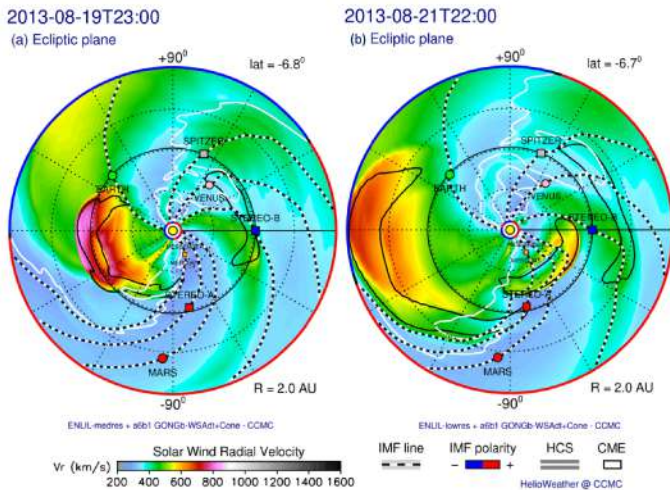 2013-08-19T23:00
(a) Ecliptic plane
+90°
lat = -6.8°
SPITZER
EARTH
VENUS
STEREO-B
STEREO-A
MARS
-90°
R = 2.0 AU
ENLIL-medres + a6b1 GONGb-WSAdt+Cone - CCMC
2013-08-21T22:00
(b) Ecliptic plane
+90°
lat = -6.7°
SPITZER
EARTH
VENUS
STEREO-B
MARS
-90°
R = 2.0 AU
ENLIL-lowres + a6b1 GONGb-WSAdt+Cone - CCMC
Solar Wind Radial Velocity
Vr (km/s)
200 400 600 800 1000 1200 1400 1600
IMF line
IMF polarity
- +
HCS
CME
HelioWeather @ CCMC